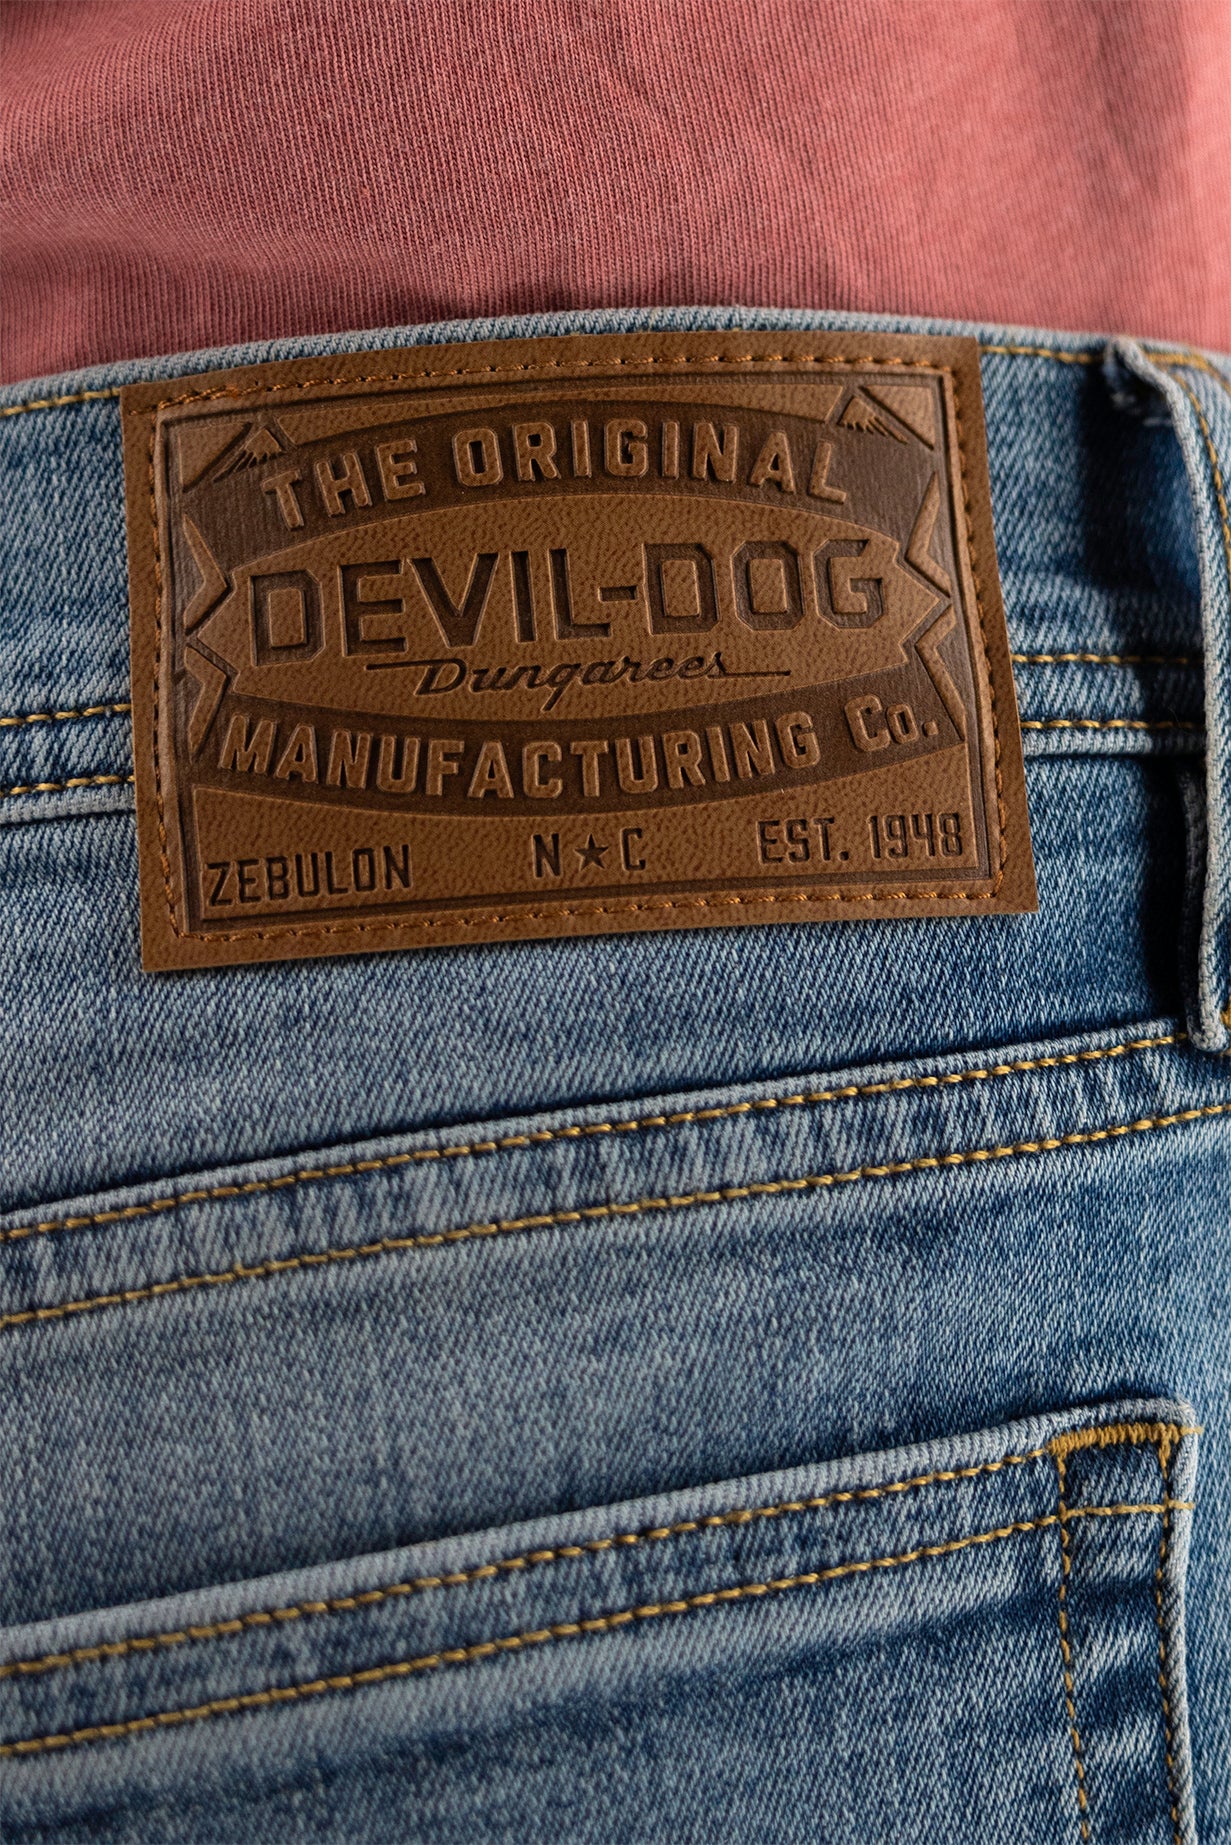 THE ORIGINAL
DEVIL-DOG
Dungarees
MANUFACTURING Co.
ZEBULON N★C EST. 1948